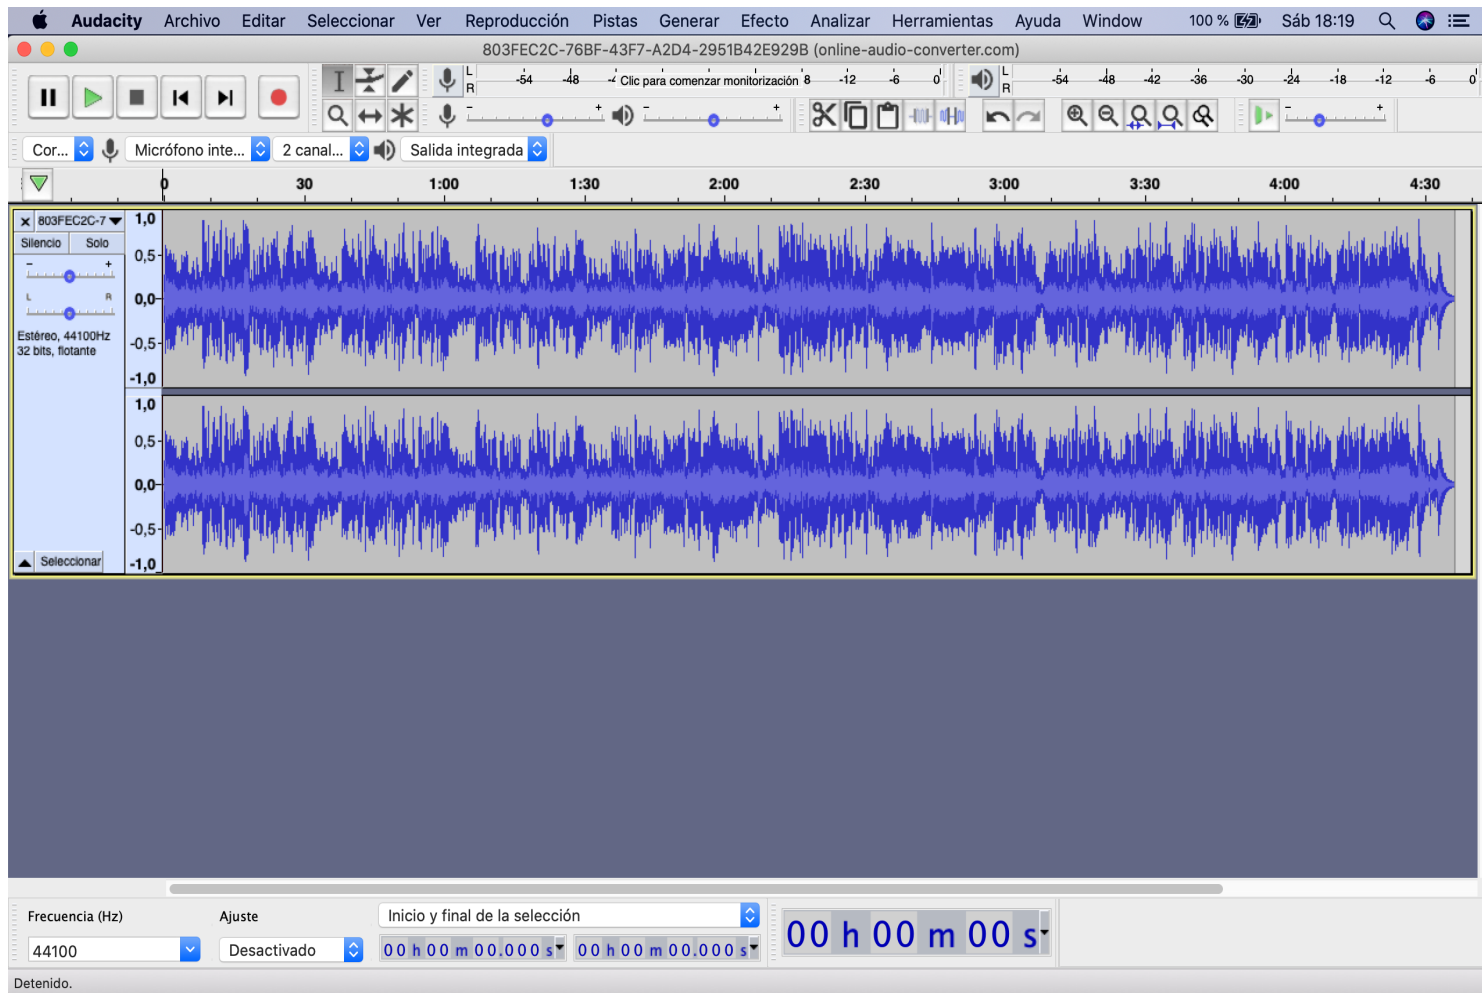 Audacity Archivo Editar Seleccionar Ver Reproducción Pistas Generar Efecto Analizar Herramientas Ayuda Window 100 % Sáb 18:19
803FEC2C-76BF-43F7-A2D4-2951B42E929B (online-audio-converter.com)
L -54 -48 -4 Clic para comenzar monitorización 8 -12 -6 0 L -54 -48 -42 -36 -30 -24 -18 -12 -6 0
R R
- + - + - +
Cor... Micrófono inte... 2 canal... Salida integrada
0 30 1:00 1:30 2:00 2:30 3:00 3:30 4:00 4:30
x 803FEC2C-7 1,0
Silencio Solo
- + 0,5
L R 0,0
Estéreo, 44100Hz
32 bits, flotante -0,5
-1,0
1,0
0,5
0,0
-0,5
Seleccionar -1,0
Frecuencia (Hz) Ajuste Inicio y final de la selección
44100 Desactivado 00 h 00 m 00.000 s 00 h 00 m 00.000 s 00 h 00 m 00 s
Detenido.